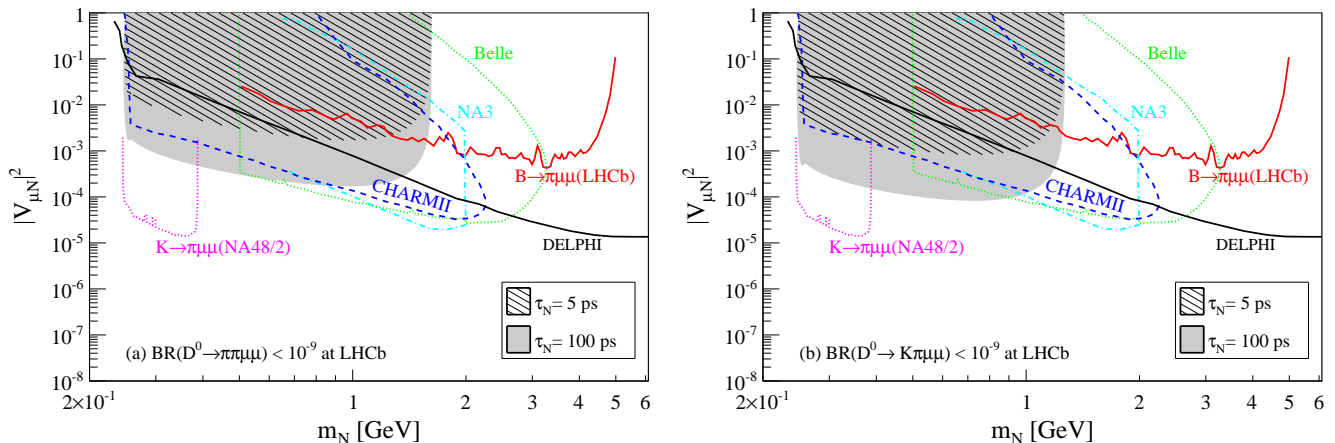 |V_μN|^2
1
10^-1
10^-2
10^-3
10^-4
10^-5
10^-6
10^-7
10^-8
Belle
NA3
B→πμμ(LHCb)
CHARMII
K→πμμ(NA48/2)
DELPHI
τ_N= 5 ps
τ_N= 100 ps
(a) BR(D^0→ππμμ) < 10^-9 at LHCb
2×10^-1 1 2 3 4 5 6
m_N [GeV]
|V_μN|^2
1
10^-1
10^-2
10^-3
10^-4
10^-5
10^-6
10^-7
10^-8
Belle
NA3
B→πμμ(LHCb)
CHARMII
K→πμμ(NA48/2)
DELPHI
τ_N= 5 ps
τ_N= 100 ps
(b) BR(D^0→ Kπμμ) < 10^-9 at LHCb
2×10^-1 1 2 3 4 5 6
m_N [GeV]